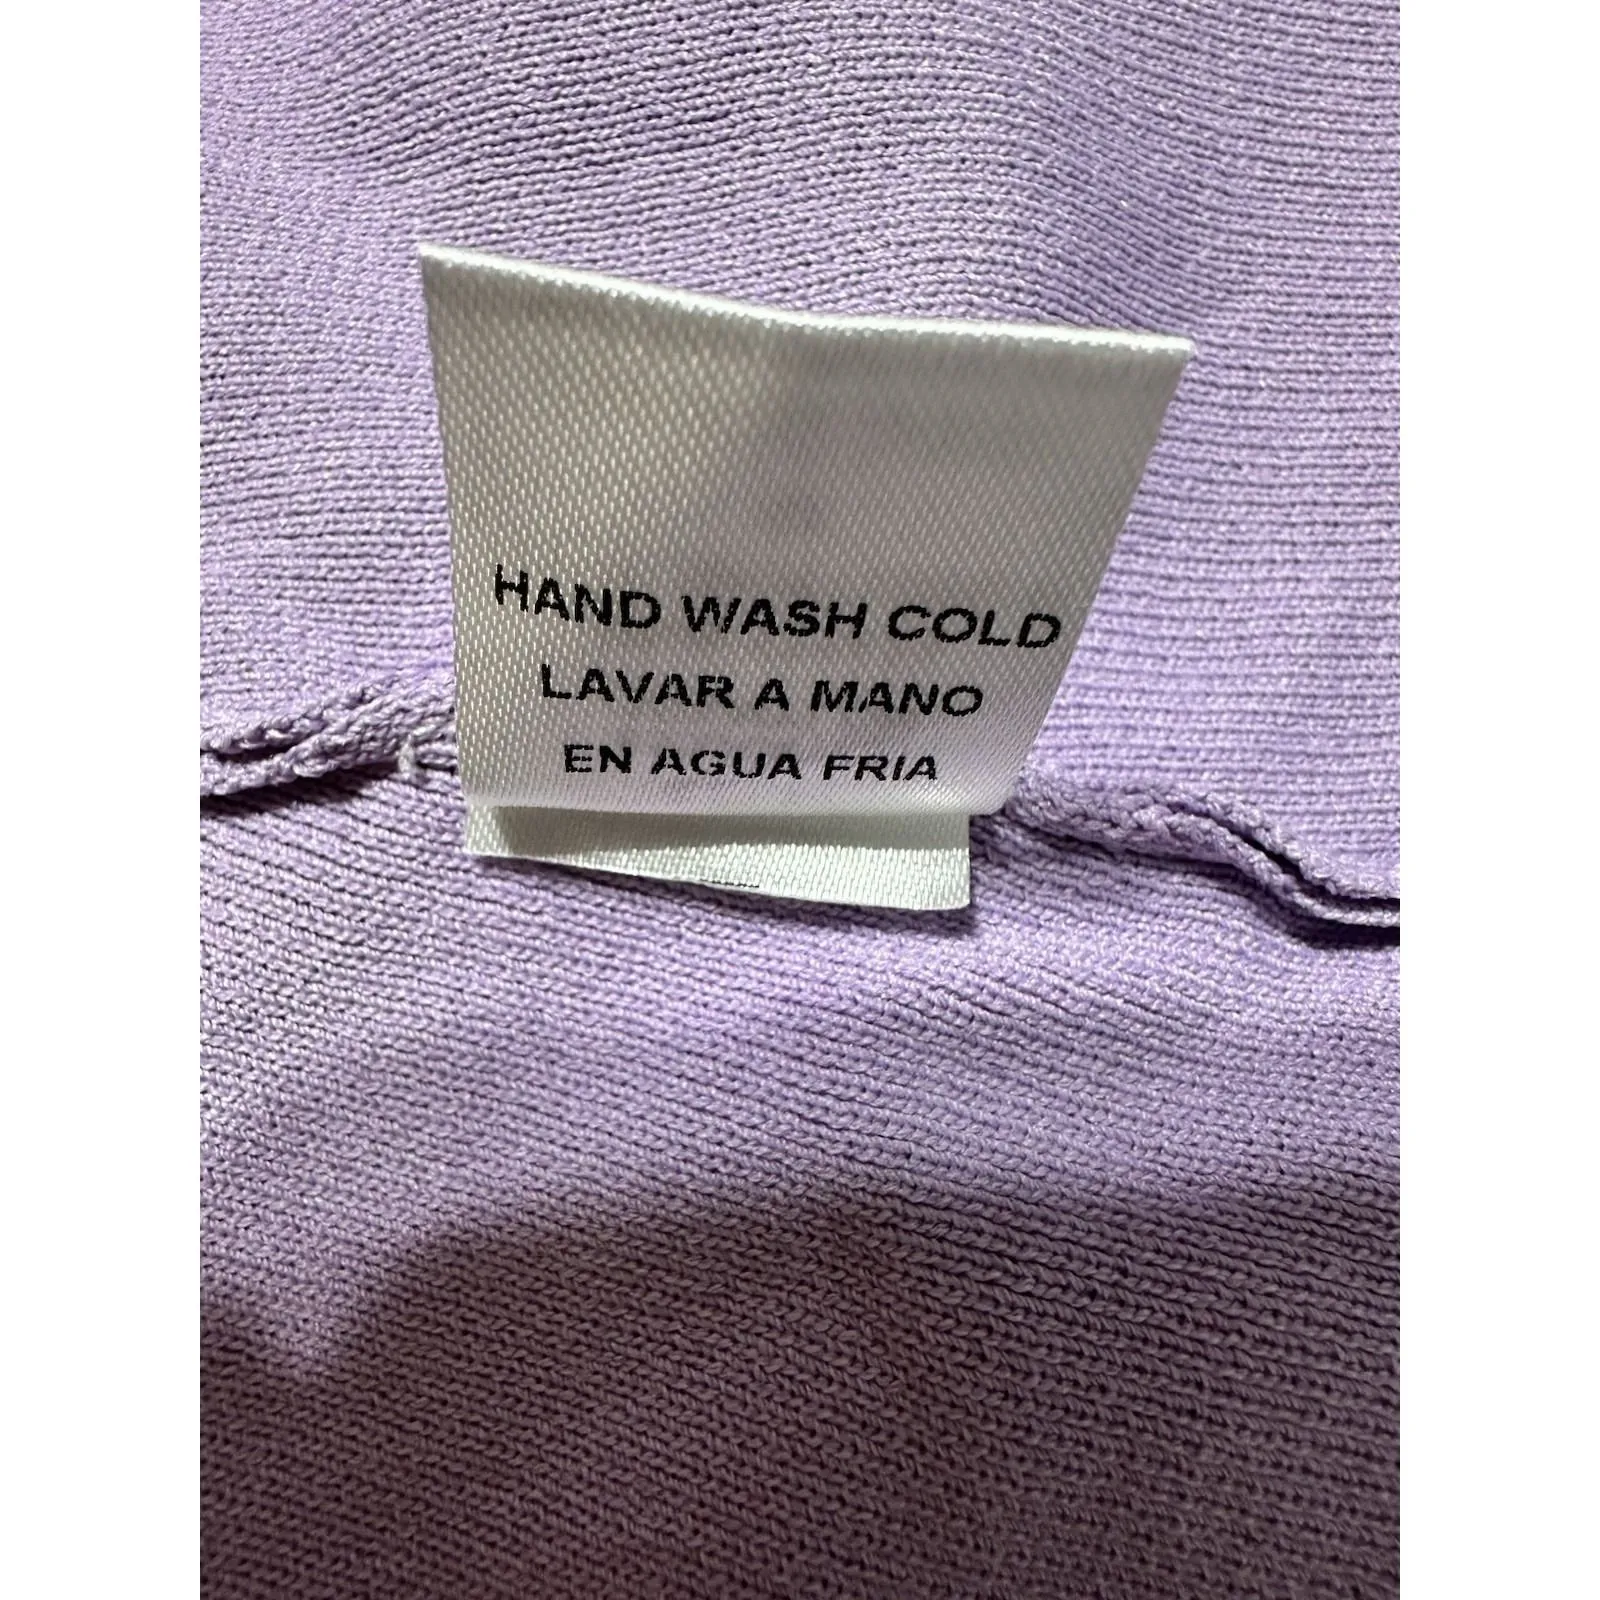 HAND WASH COLD
LAVAR A MANO
EN AGUA FRIA